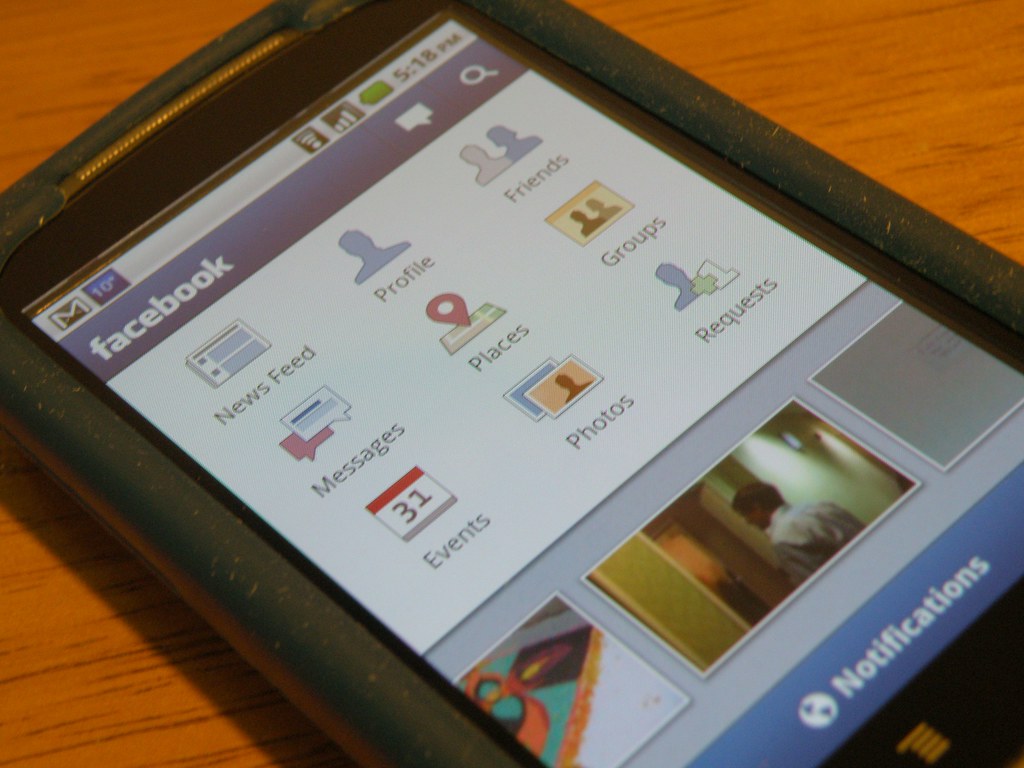 10°
5:18 PM
facebook
News Feed
Profile
Friends
Messages
Places
Groups
31
Events
Photos
Requests
Notifications